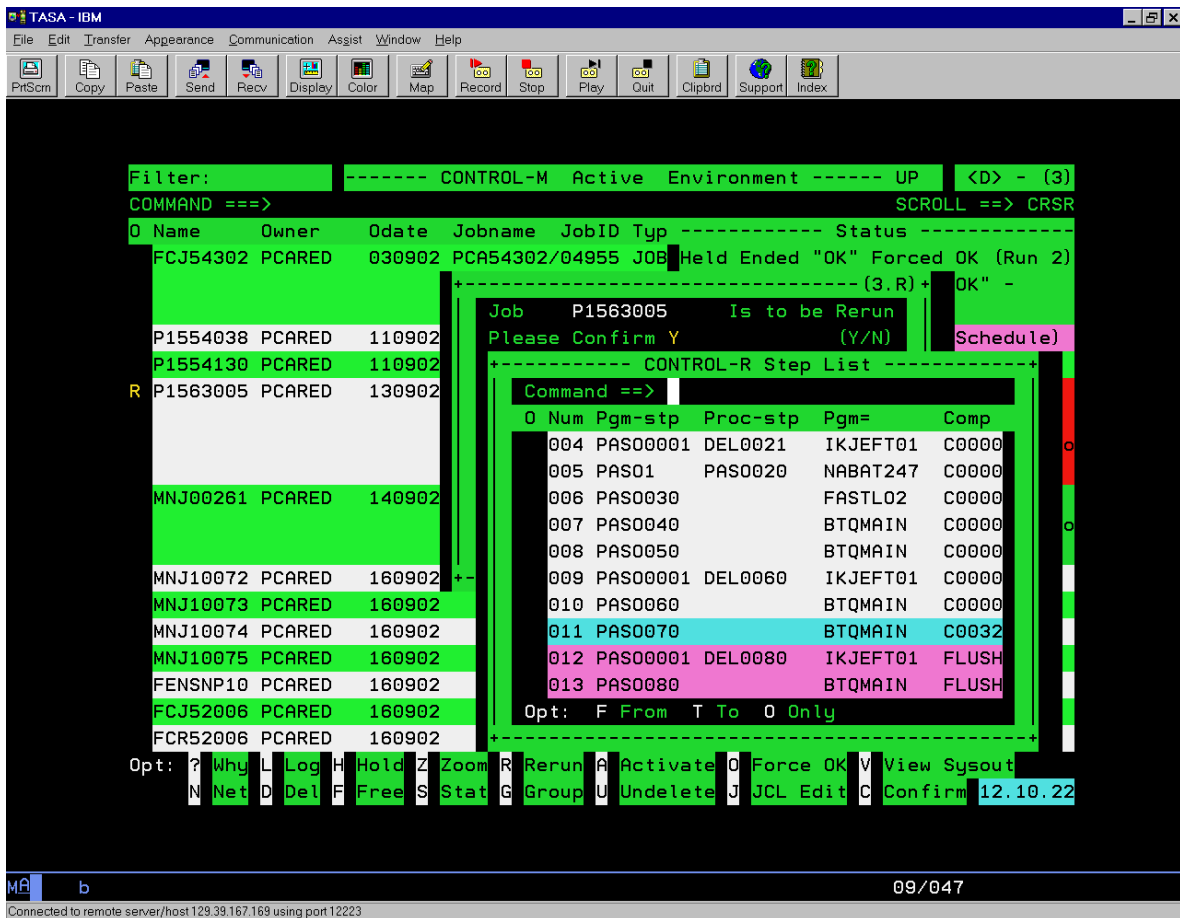 TASA - IBM
File Edit Transfer Appearance Communication Assist Window Help
PrtScrn Copy Paste Send Recv Display Color Map Record Stop Play Quit Clipbrd Support Index
Filter: ------- CONTROL-M Active Environment ------ UP <D> - (3)
COMMAND ===> SCROLL ==> CRSR
O Name Owner Odate Jobname JobID Typ ------------ Status -------------
FCJ54302 PCARED 030902 PCA54302/04955 JOB Held Ended "OK" Forced OK (Run 2)
+--------------------------------- (3.R) + OK" -
Job P1563005 Is to be Rerun
P1554038 PCARED 110902 Please Confirm Y (Y/N) Schedule)
P1554130 PCARED 110902 +----------- CONTROL-R Step List ------------+
R P1563005 PCARED 130902 Command ==>
O Num Pgm-stp Proc-stp Pgm= Comp
004 PASO0001 DEL0021 IKJEFT01 C0000 o
005 PASO1 PASO0020 NABAT247 C0000
MNJ00261 PCARED 140902 006 PASO0030 FASTLO2 C0000
007 PASO0040 BTQMAIN C0000 o
008 PASO0050 BTQMAIN C0000
MNJ10072 PCARED 160902 +- 009 PASO0001 DEL0060 IKJEFT01 C0000
MNJ10073 PCARED 160902 010 PASO0060 BTQMAIN C0000
MNJ10074 PCARED 160902 011 PASO0070 BTQMAIN C0032
MNJ10075 PCARED 160902 012 PASO0001 DEL0080 IKJEFT01 FLUSH
FENSNP10 PCARED 160902 013 PASO0080 BTQMAIN FLUSH
FCJ52006 PCARED 160902 Opt: F From T To O Only
FCR52006 PCARED 160902 +---------------------------------------------+
Opt: ? Why L Log H Hold Z Zoom R Rerun A Activate O Force OK V View Sysout
N Net D Del F Free S Stat G Group U Undelete J JCL Edit C Confirm 12.10.22
MA b 09/047
Connected to remote server/host 129.39.167.169 using port 12223